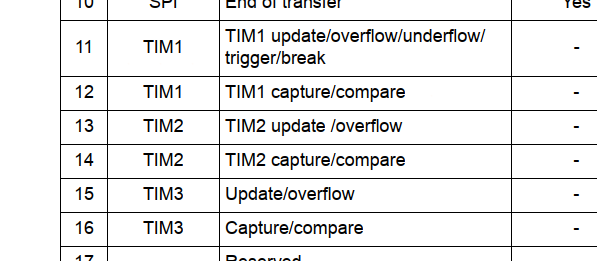 10 SPI End of transfer Yes
11 TIM1 TIM1 update/overflow/underflow/
trigger/break -
12 TIM1 TIM1 capture/compare -
13 TIM2 TIM2 update /overflow -
14 TIM2 TIM2 capture/compare -
15 TIM3 Update/overflow -
16 TIM3 Capture/compare -
17 Reserved